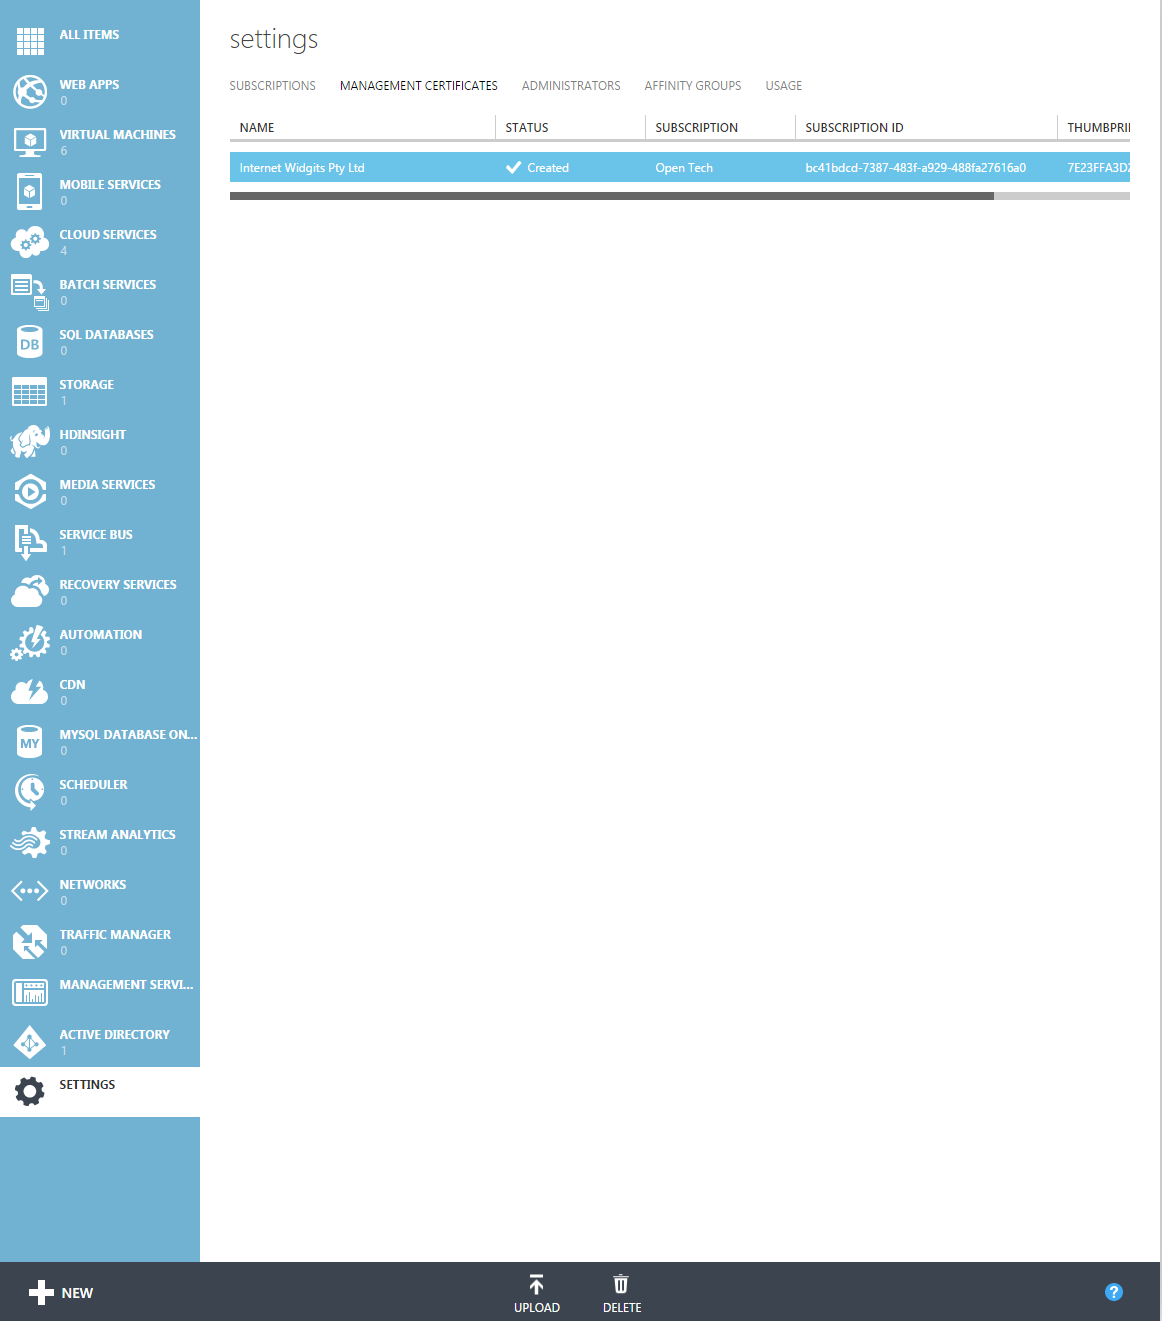 ALL ITEMS
WEB APPS
0
VIRTUAL MACHINES
6
MOBILE SERVICES
0
CLOUD SERVICES
4
BATCH SERVICES
0
SQL DATABASES
0
DB
STORAGE
1
HDINSIGHT
0
MEDIA SERVICES
0
SERVICE BUS
1
RECOVERY SERVICES
0
AUTOMATION
0
CDN
0
MYSQL DATABASE ON...
0
MY
SCHEDULER
0
STREAM ANALYTICS
0
NETWORKS
0
TRAFFIC MANAGER
0
MANAGEMENT SERVI...
ACTIVE DIRECTORY
1
SETTINGS
settings
SUBSCRIPTIONS MANAGEMENT CERTIFICATES ADMINISTRATORS AFFINITY GROUPS USAGE
NAME STATUS SUBSCRIPTION SUBSCRIPTION ID THUMBPRI
Internet Widgits Pty Ltd Created Open Tech bc41bdcd-7387-483f-a929-488fa27616a0 7E23FFA3D
NEW UPLOAD DELETE ?